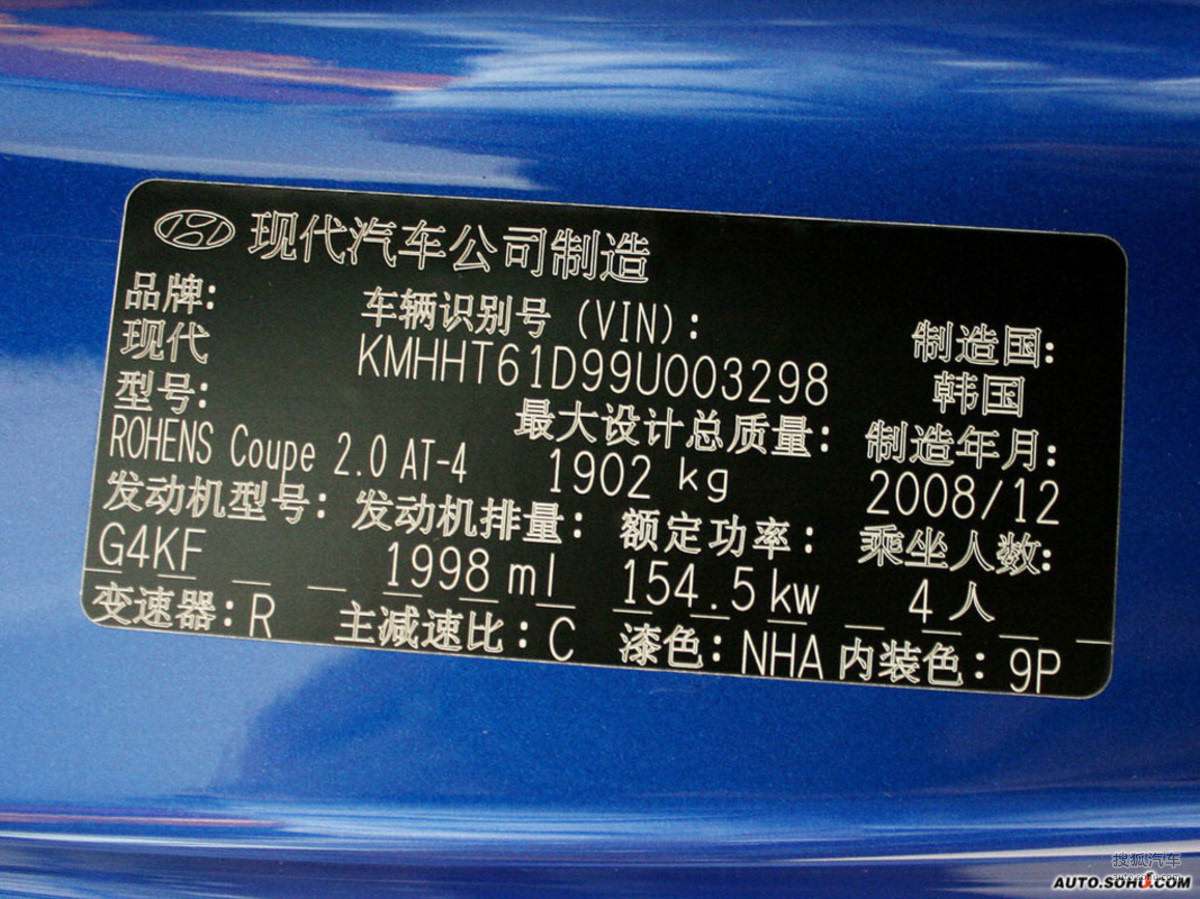 现代汽车公司制造
品牌: 车辆识别号 (VIN): 制造国:
现代 KMHHT61D99U003298 韩国
型号: 最大设计总质量: 制造年月:
ROHENS Coupe 2.0 AT-4 1902 kg 2008/12
发动机型号: 发动机排量: 额定功率: 乘坐人数:
G4KF 1998 ml 154.5 kw 4 人
变速器: R 主减速比: C 漆色: NHA 内装色: 9P
搜狐汽车
auto.sohu.com
AUTO.SOHU.COM